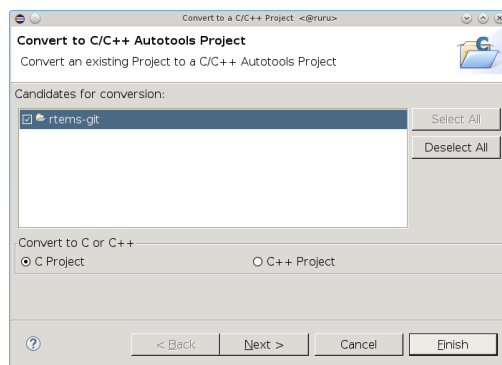 Convert to a C/C++ Project <@ruru>
Convert to C/C++ Autotools Project
Convert an existing Project to a C/C++ Autotools Project
C
Candidates for conversion:
rtems-git
Select All
Deselect All
Convert to C or C++
C Project
C++ Project
?
< Back
Next >
Cancel
Finish